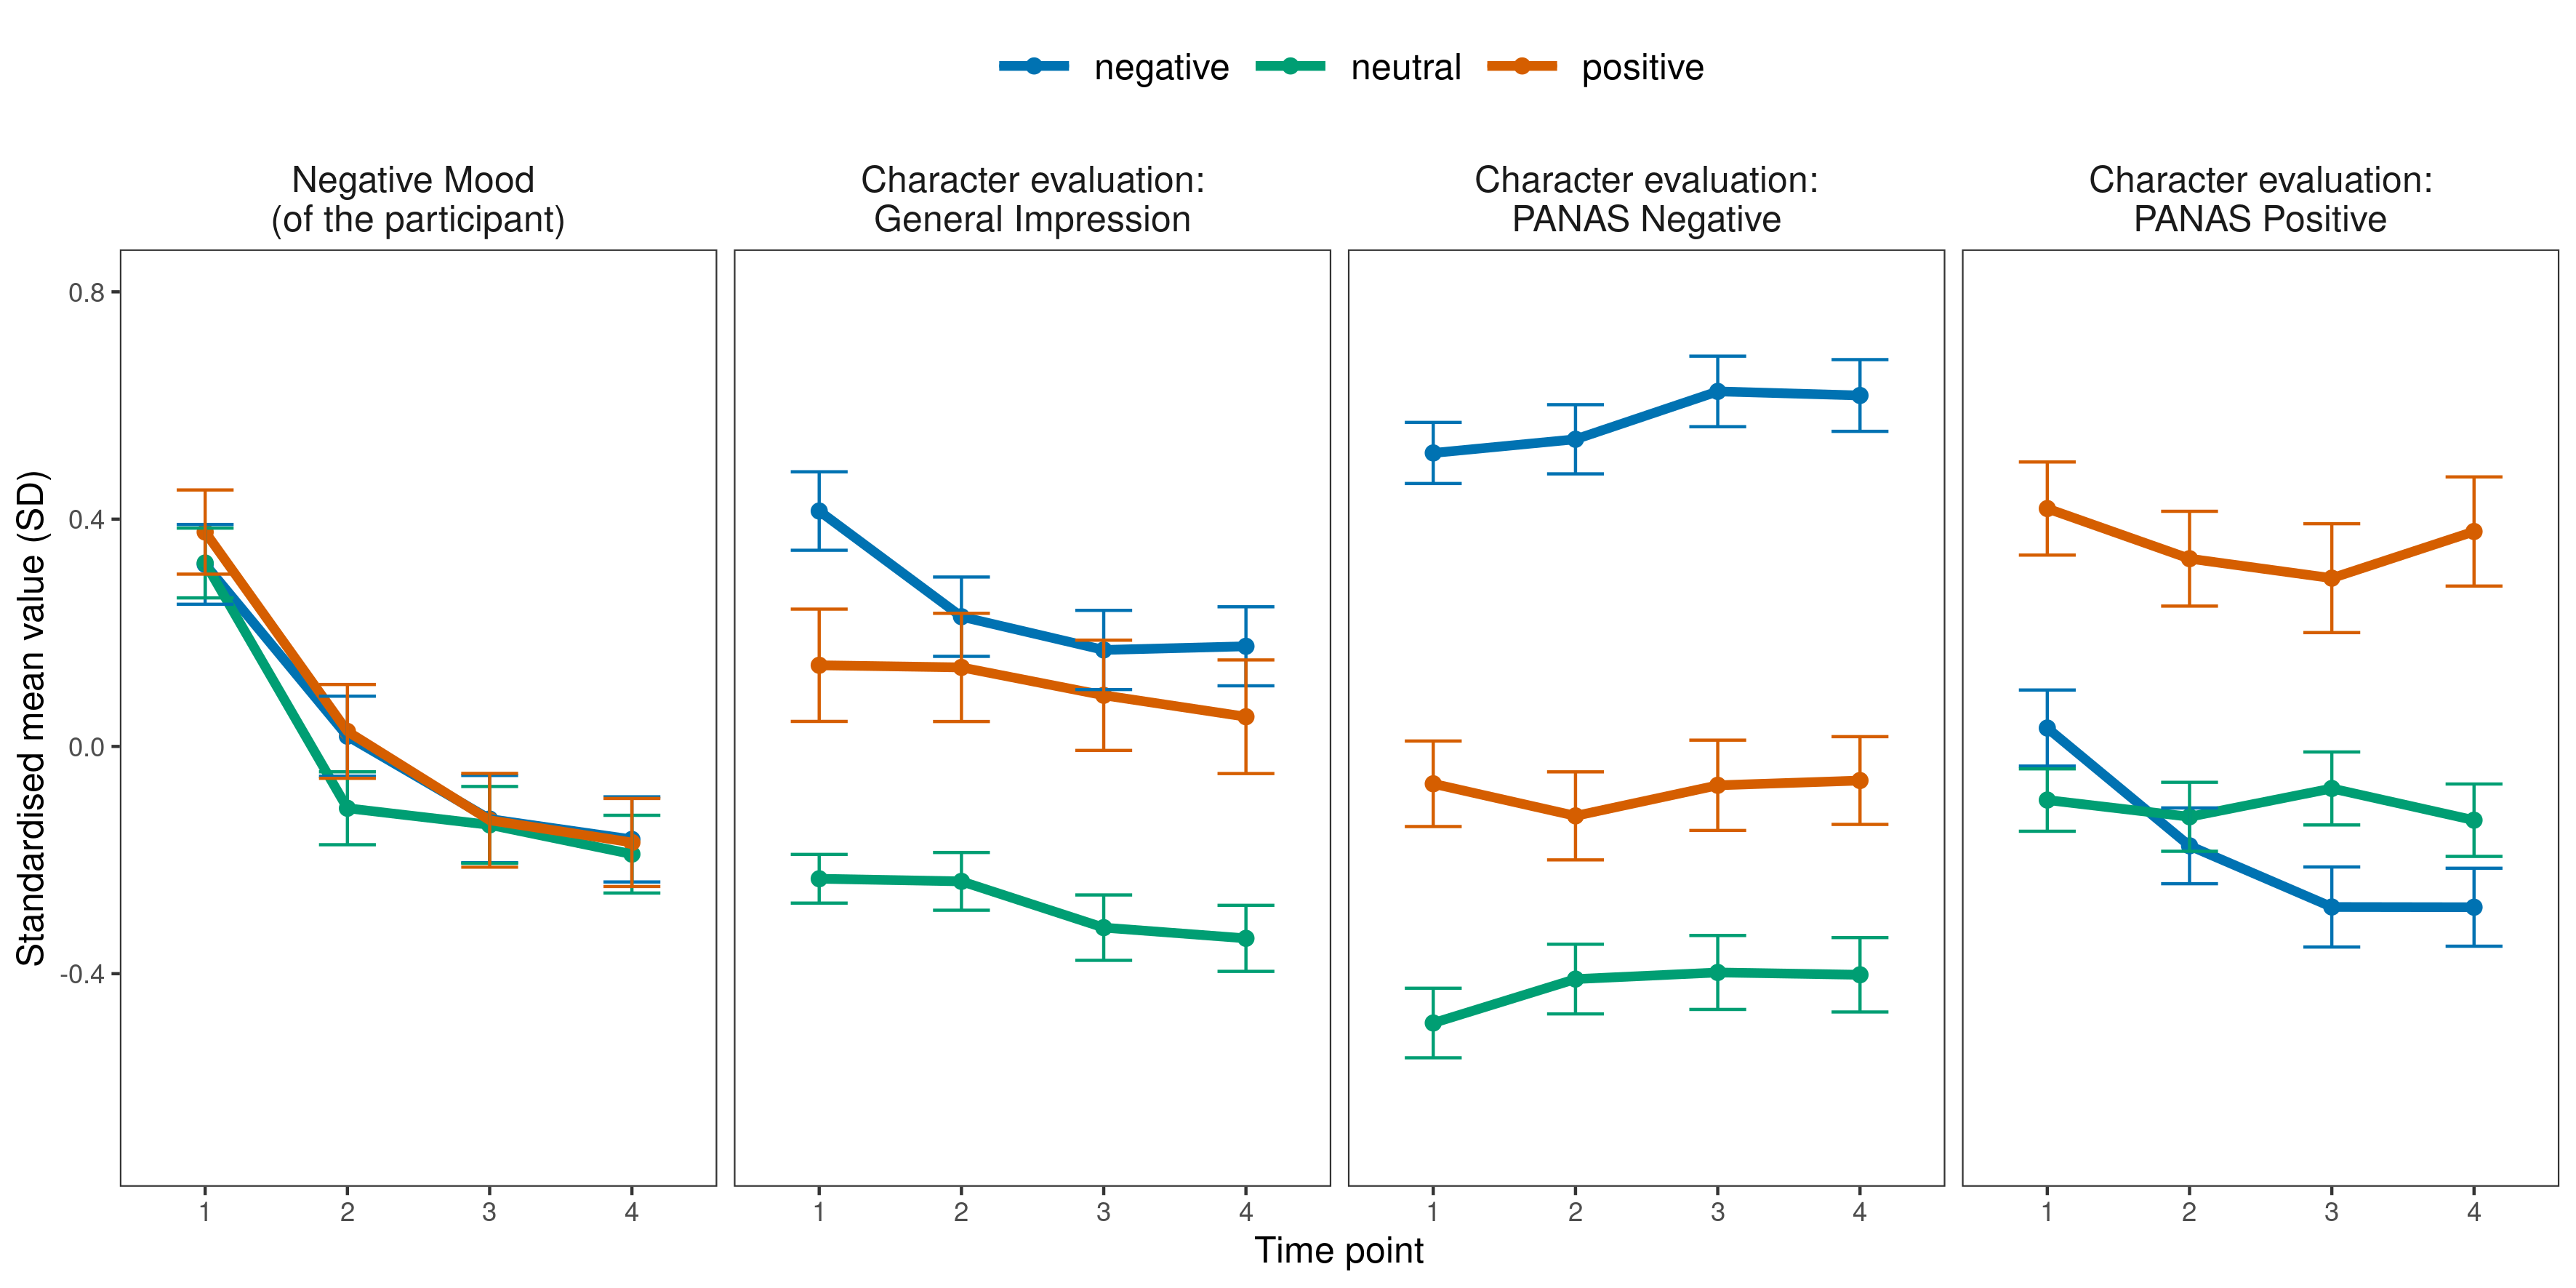 negative neutral positive
Negative Mood
(of the participant)
Character evaluation:
General Impression
Character evaluation:
PANAS Negative
Character evaluation:
PANAS Positive
Standardised mean value (SD)
0.8
0.4
0.0
-0.4
1 2 3 4
1 2 3 4
1 2 3 4
1 2 3 4
Time point